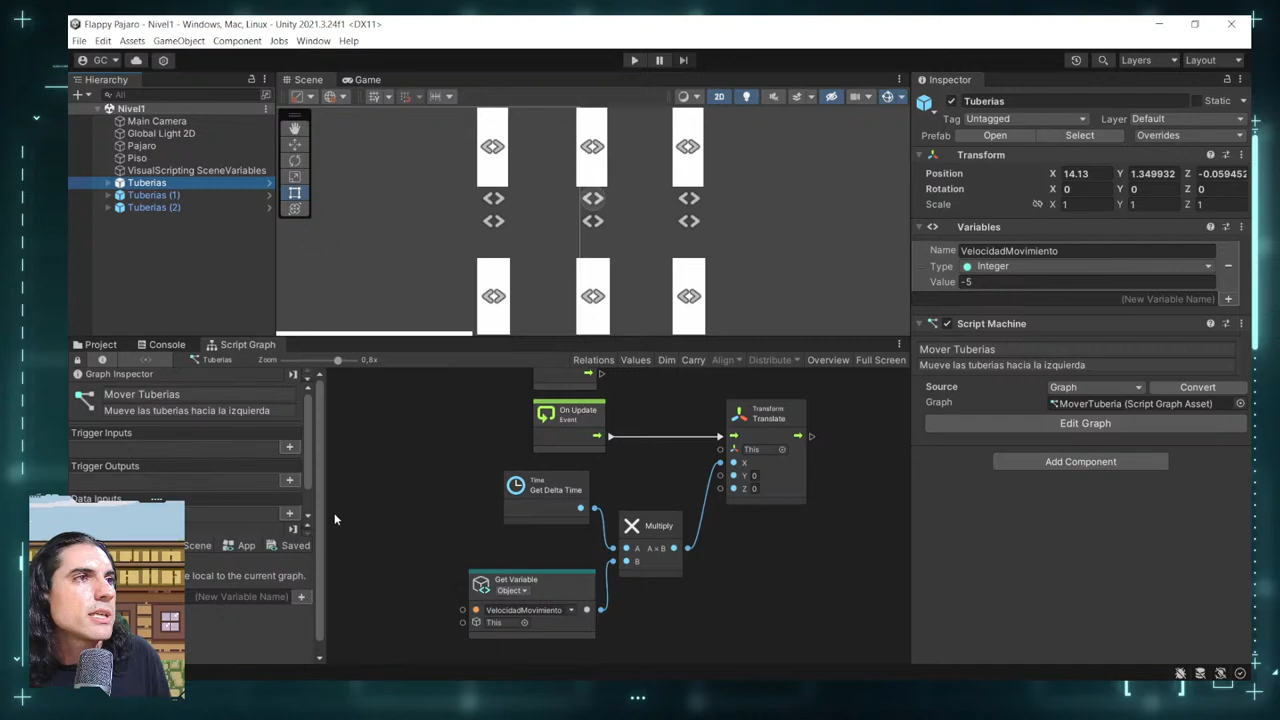 Flappy Pajaro - Nivel1 - Windows, Mac, Linux - Unity 2021.3.24f1 <DX11>
File Edit Assets GameObject Component Jobs Window Help
GC Layers Layout
Hierarchy
All
Nivel1
Main Camera
Global Light 2D
Pajaro
Piso
VisualScripting SceneVariables
Tuberias
Tuberias (1)
Tuberias (2)
Scene Game
2D
Inspector
Tuberias Static
Tag Untagged Layer Default
Prefab Open Select Overrides
Transform
Position X 14.13 Y 1.349932 Z -0.059452
Rotation X 0 Y 0 Z 0
Scale X 1 Y 1 Z 1
Variables
Name VelocidadMovimiento
Type Integer
Value -5
(New Variable Name)
Script Machine
Mover Tuberias
Mueve las tuberias hacia la izquierda
Source Graph Convert
Graph MoverTuberia (Script Graph Asset)
Edit Graph
Add Component
Project Console Script Graph
Tuberias Zoom 0,8x Relations Values Dim Carry Align Distribute Overview Full Screen
Graph Inspector
Mover Tuberias
Mueve las tuberias hacia la izquierda
Trigger Inputs
Trigger Outputs
Data Inputs
Scene App Saved
local to the current graph.
(New Variable Name)
On Update
Event
Transform
Translate
This
X
Y 0
Z 0
Time
Get Delta Time
Multiply
A A×B
B
Get Variable
Object
VelocidadMovimiento
This